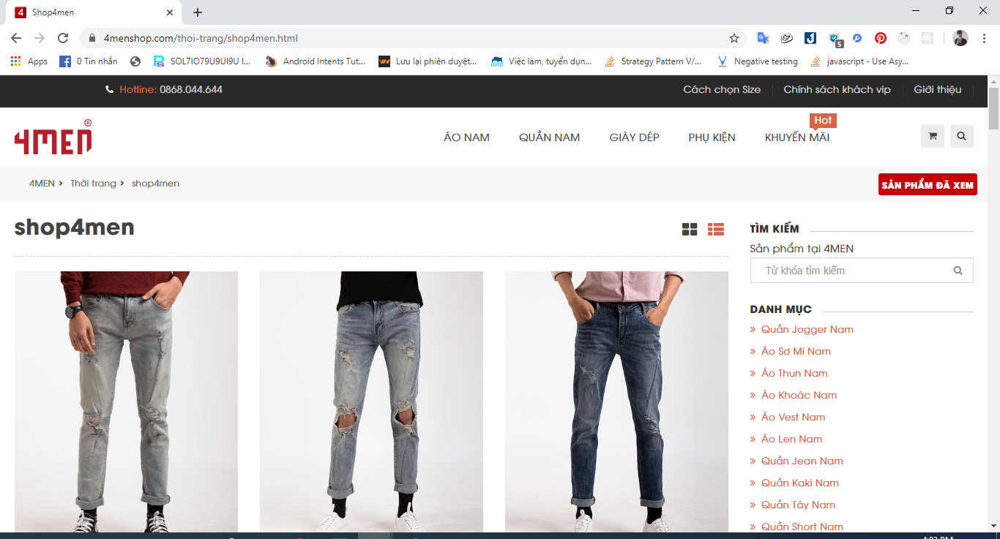 4 Shop4men
4menshop.com/thoi-trang/shop4men.html
5
Apps 0 Tin nhắn SOL7IO79U9UI9U I... Android Intents Tut... Lưu lại phiên duyệt... Việc làm, tuyển dụn... Strategy Pattern V/... Negative testing javascript - Use Asy...
Hotline: 0868.044.644 Cách chọn Size Chính sách khách vip Giới thiệu
Hot
4MEN® ÁO NAM QUẦN NAM GIÀY DÉP PHỤ KIỆN KHUYẾN MÃI
4MEN Thời trang shop4men SẢN PHẨM ĐÃ XEM
shop4men
TÌM KIẾM
Sản phẩm tại 4MEN
Từ khóa tìm kiếm
DANH MỤC
» Quần Jogger Nam
» Áo Sơ Mi Nam
» Áo Thun Nam
» Áo Khoác Nam
» Áo Vest Nam
» Áo Len Nam
» Quần Jean Nam
» Quần Kaki Nam
» Quần Tây Nam
» Quần Short Nam